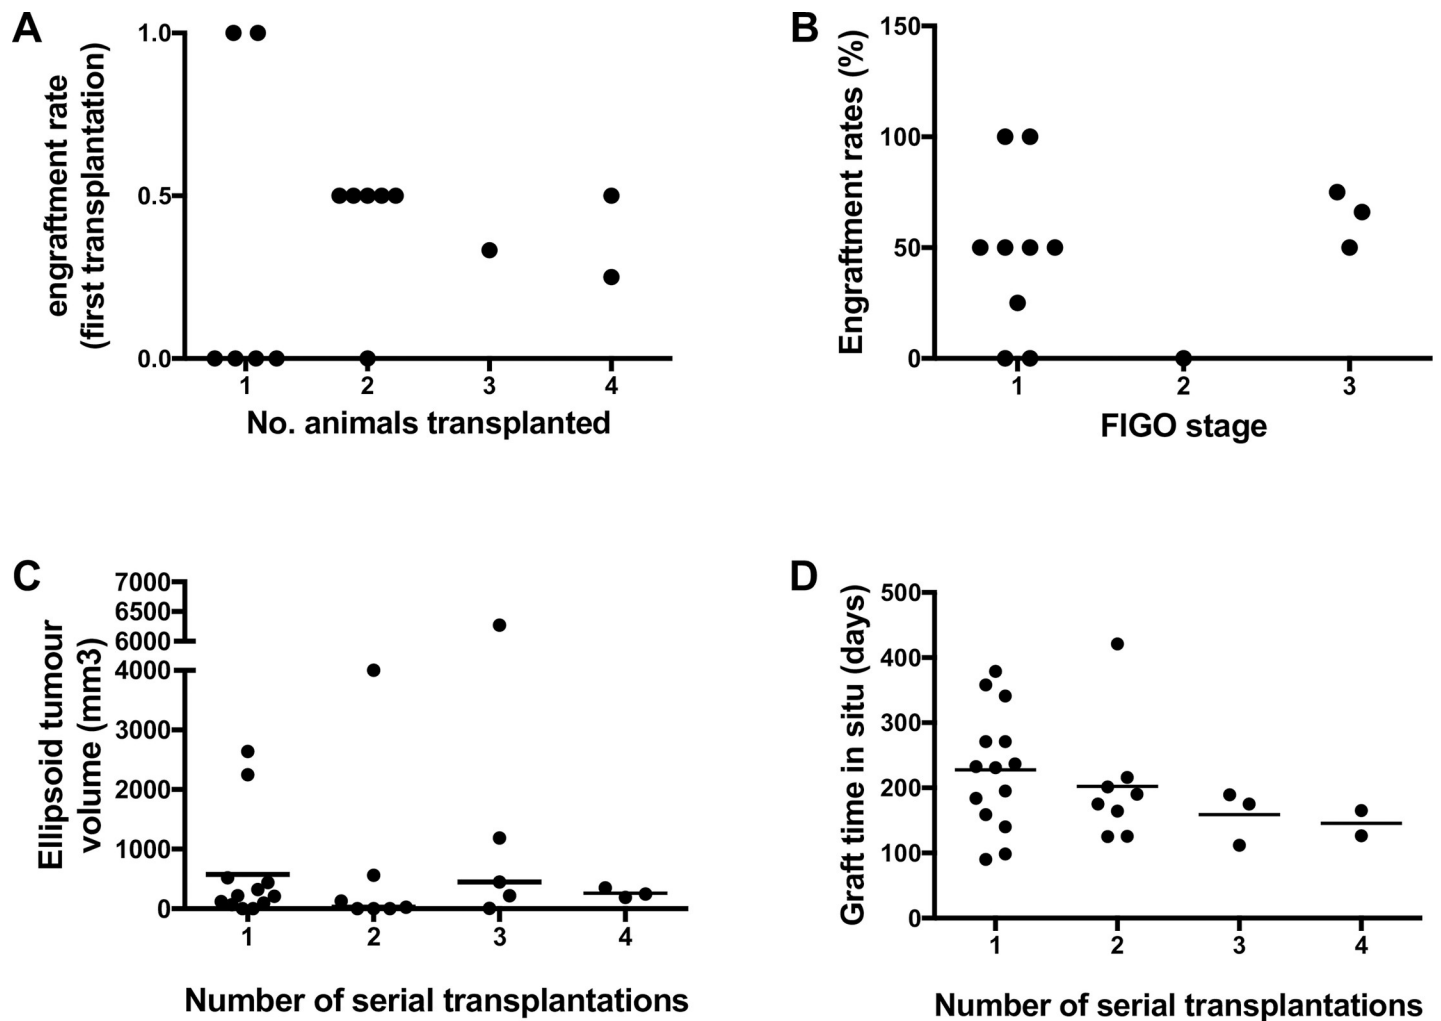 A
engraftment rate
(first transplantation)
1.0
0.5
0.0
1 2 3 4
No. animals transplanted
B
Engraftment rates (%)
150
100
50
0
1 2 3
FIGO stage
C
Ellipsoid tumour
volume (mm3)
7000
6500
6000
4000
3000
2000
1000
0
1 2 3 4
Number of serial transplantations
D
Graft time in situ (days)
500
400
300
200
100
0
1 2 3 4
Number of serial transplantations